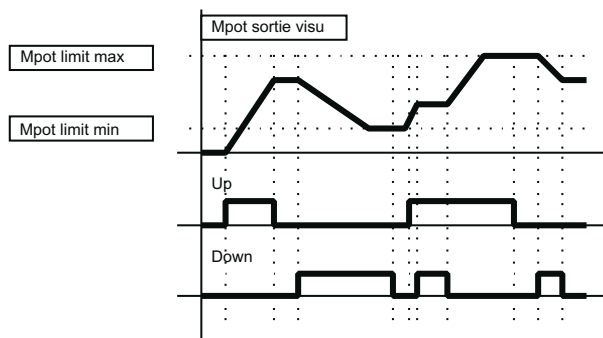 Mpot sortie visu
Mpot limit max
Mpot limit min
Up
Down